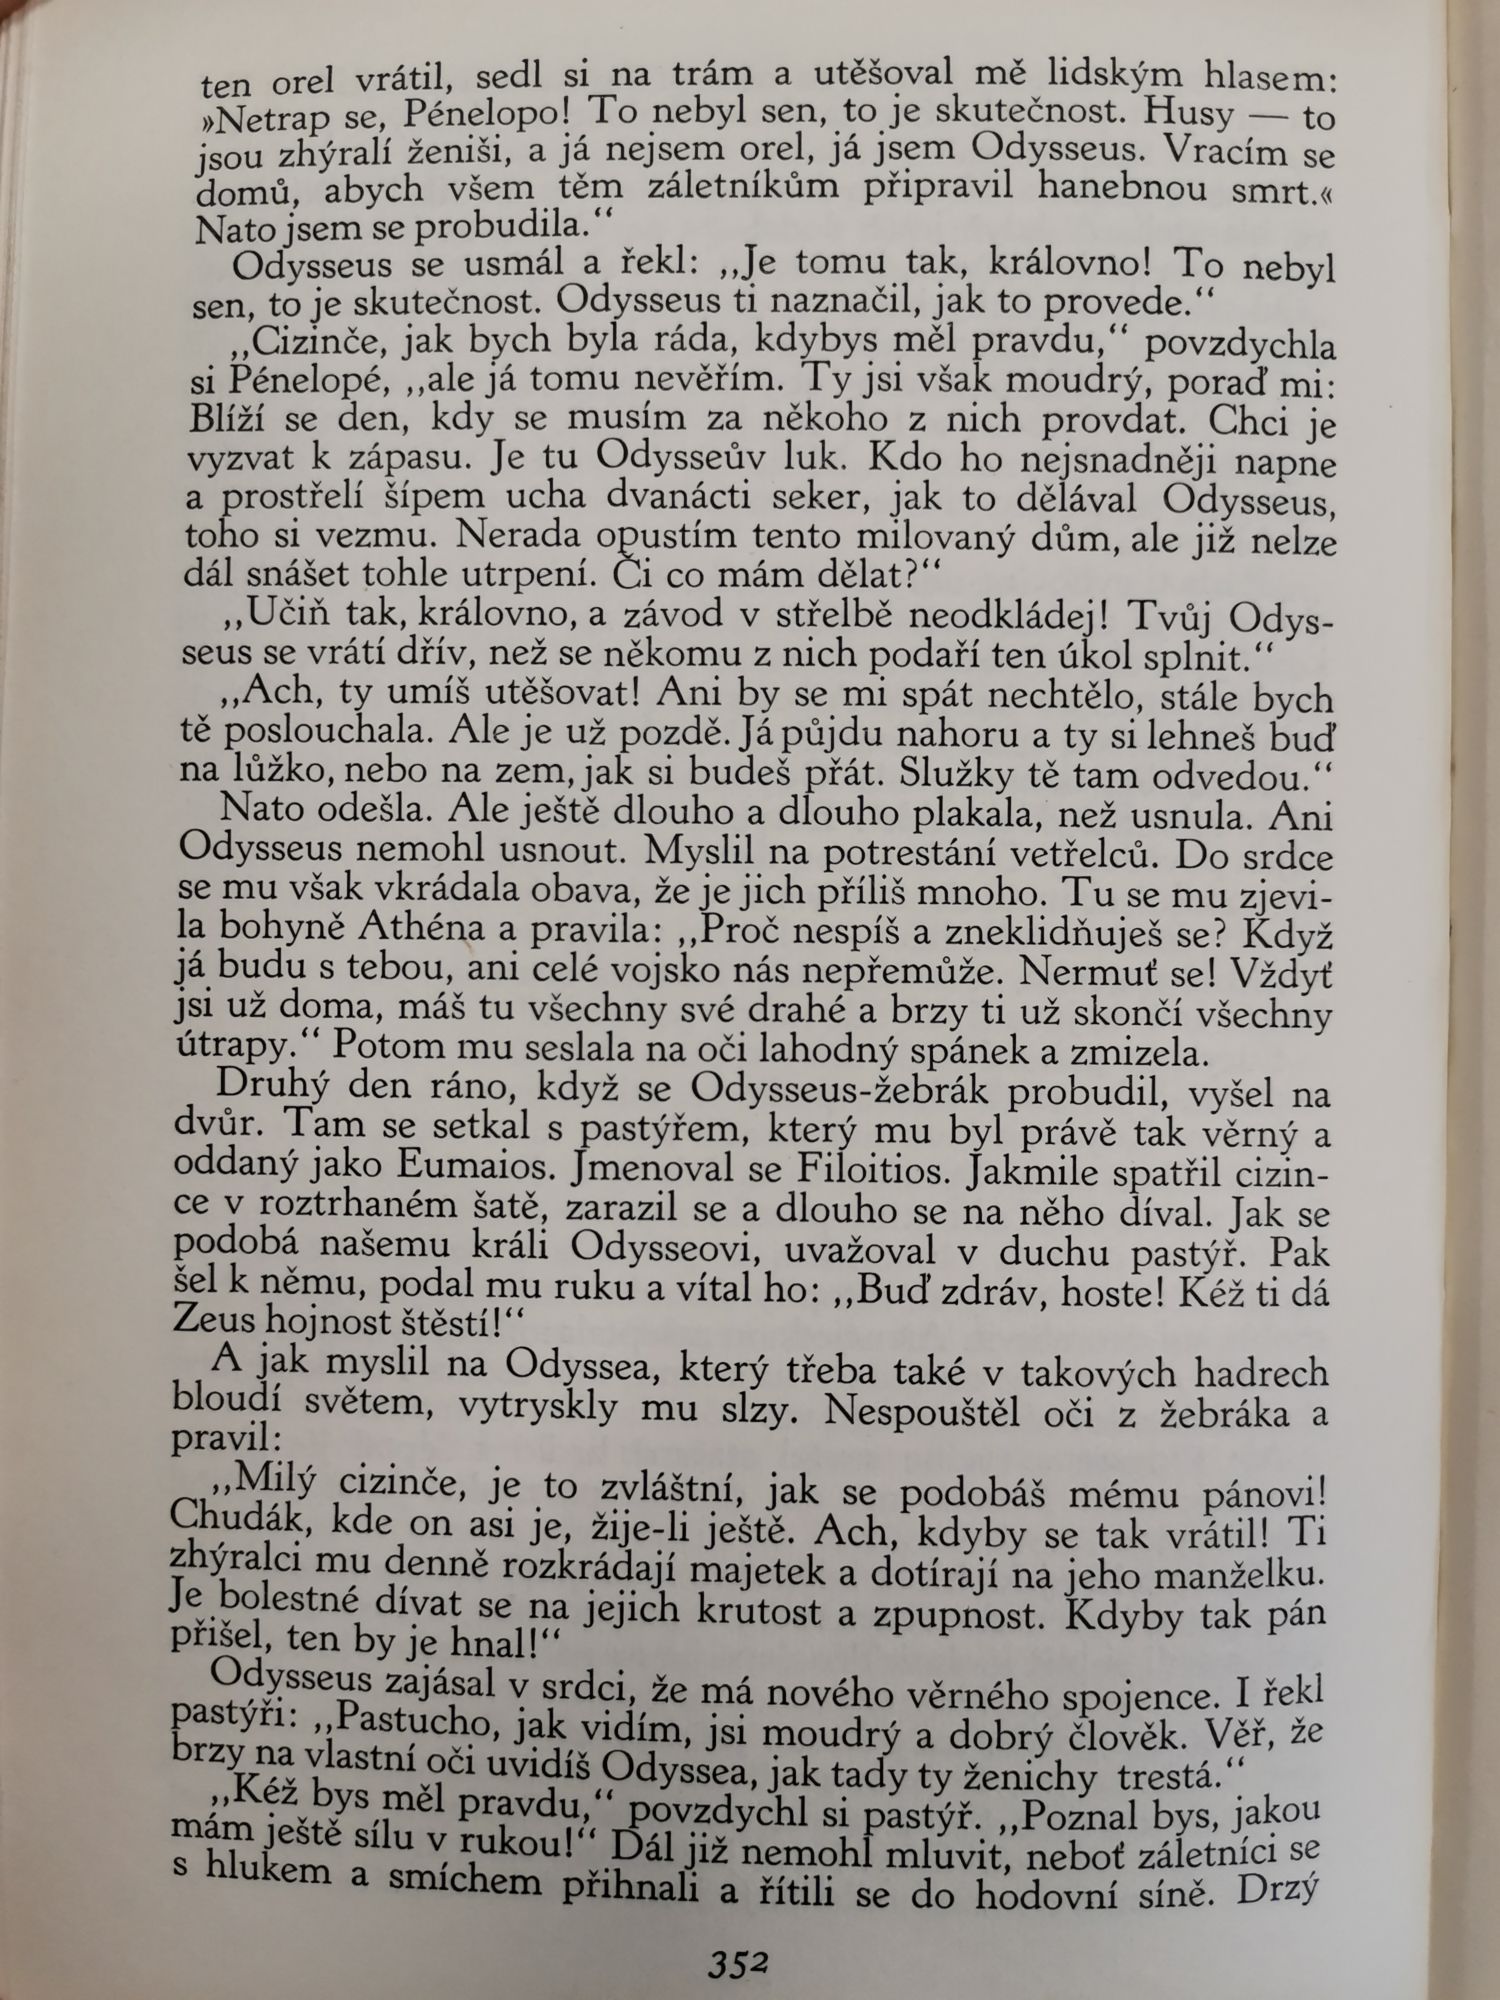 ten orel vrátil, sedl si na trám a utěšoval mě lidským hlasem:
»Netrap se, Pénelopo! To nebyl sen, to je skutečnost. Husy — to
jsou zhýralí ženiši, a já nejsem orel, já jsem Odysseus. Vracím se
domů, abych všem těm záletníkům připravil hanebnou smrt.«
Nato jsem se probudila.“
Odysseus se usmál a řekl: ,,Je tomu tak, královno! To nebyl
sen, to je skutečnost. Odysseus ti naznačil, jak to provede.“
,,Cizinče, jak bych byla ráda, kdybys měl pravdu,“ povzdychla
si Pénelopé, ,,ale já tomu nevěřím. Ty jsi však moudrý, poraď mi:
Blíží se den, kdy se musím za někoho z nich provdat. Chci je
vyzvat k zápasu. Je tu Odysseův luk. Kdo ho nejsnadněji napne
a prostřelí šípem ucha dvanácti seker, jak to dělával Odysseus,
toho si vezmu. Nerada opustím tento milovaný dům, ale již nelze
dál snášet tohle utrpení. Či co mám dělat?“
,,Učiň tak, královno, a závod v střelbě neodkládej! Tvůj Odys-
seus se vrátí dřív, než se někomu z nich podaří ten úkol splnit.“
,,Ach, ty umíš utěšovat! Ani by se mi spát nechtělo, stále bych
tě poslouchala. Ale je už pozdě. Já půjdu nahoru a ty si lehneš buď
na lůžko, nebo na zem, jak si budeš přát. Služky tě tam odvedou.“
Nato odešla. Ale ještě dlouho a dlouho plakala, než usnula. Ani
Odysseus nemohl usnout. Myslil na potrestání vetřelců. Do srdce
se mu však vkrádala obava, že je jich příliš mnoho. Tu se mu zjevi-
la bohyně Athéna a pravila: ,,Proč nespíš a zneklidňuješ se? Když
já budu s tebou, ani celé vojsko nás nepřemůže. Nermuť se! Vždyť
jsi už doma, máš tu všechny své drahé a brzy ti už skončí všechny
útrapy.“ Potom mu seslala na oči lahodný spánek a zmizela.
Druhý den ráno, když se Odysseus-žebrák probudil, vyšel na
dvůr. Tam se setkal s pastýřem, který mu byl právě tak věrný a
oddaný jako Eumaios. Jmenoval se Filoitios. Jakmile spatřil cizin-
ce v roztrhaném šatě, zarazil se a dlouho se na něho díval. Jak se
podobá našemu králi Odysseovi, uvažoval v duchu pastýř. Pak
šel k němu, podal mu ruku a vítal ho: ,,Buď zdráv, hoste! Kéž ti dá
Zeus hojnost štěstí!“
A jak myslil na Odyssea, který třeba také v takových hadrech
bloudí světem, vytryskly mu slzy. Nespouštěl oči z žebráka a
pravil:
,,Milý cizinče, je to zvláštní, jak se podobáš mému pánovi!
Chudák, kde on asi je, žije-li ještě. Ach, kdyby se tak vrátil! Ti
zhýralci mu denně rozkrádají majetek a dotírají na jeho manželku.
Je bolestné dívat se na jejich krutost a zpupnost. Kdyby tak pán
přišel, ten by je hnal!“
Odysseus zajásal v srdci, že má nového věrného spojence. I řekl
pastýři: ,,Pastucho, jak vidím, jsi moudrý a dobrý člověk. Věř, že
brzy na vlastní oči uvidíš Odyssea, jak tady ty ženichy trestá.“
,,Kéž bys měl pravdu,“ povzdychl si pastýř. ,,Poznal bys, jakou
mám ještě sílu v rukou!“ Dál již nemohl mluvit, neboť záletníci se
s hlukem a smíchem přihnali a řítili se do hodovní síně. Drzý
352